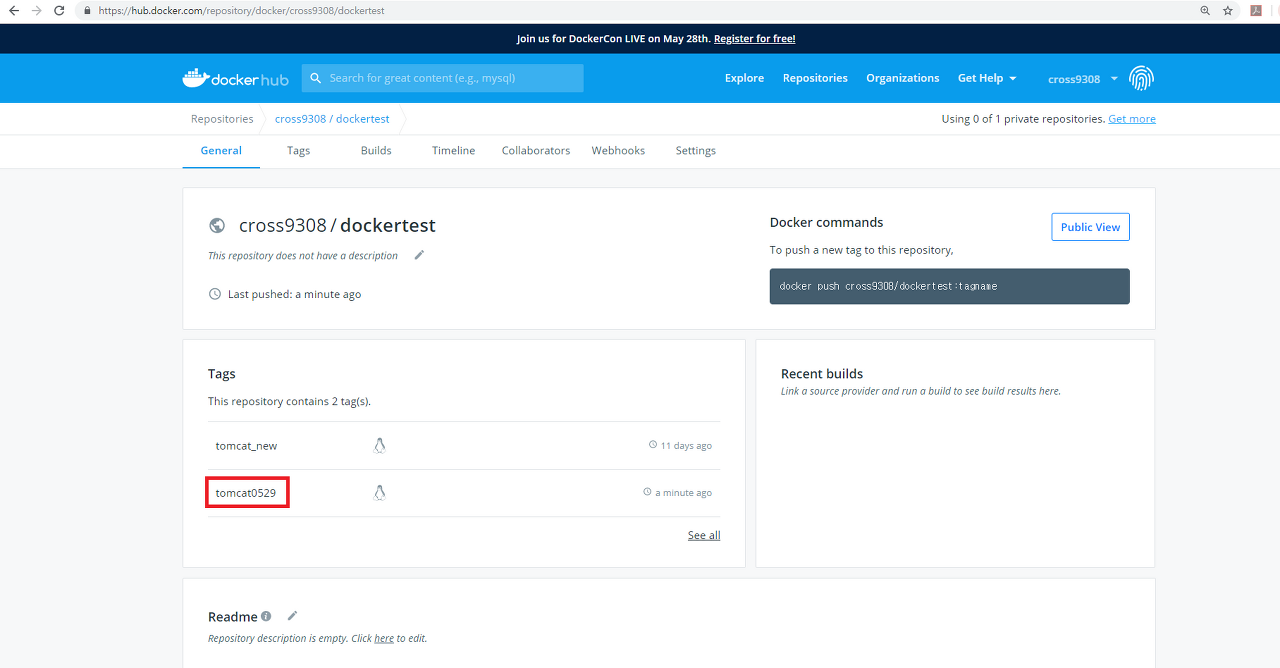 https://hub.docker.com/repository/docker/cross9308/dockertest
Join us for DockerCon LIVE on May 28th. Register for free!
docker hub
Search for great content (e.g., mysql)
Explore
Repositories
Organizations
Get Help
cross9308
Repositories
cross9308 / dockertest
Using 0 of 1 private repositories. Get more
General
Tags
Builds
Timeline
Collaborators
Webhooks
Settings
cross9308 / dockertest
This repository does not have a description
Last pushed: a minute ago
Docker commands
Public View
To push a new tag to this repository,
docker push cross9308/dockertest:tagname
Tags
This repository contains 2 tag(s).
tomcat_new
11 days ago
tomcat0529
a minute ago
See all
Recent builds
Link a source provider and run a build to see build results here.
Readme
Repository description is empty. Click here to edit.